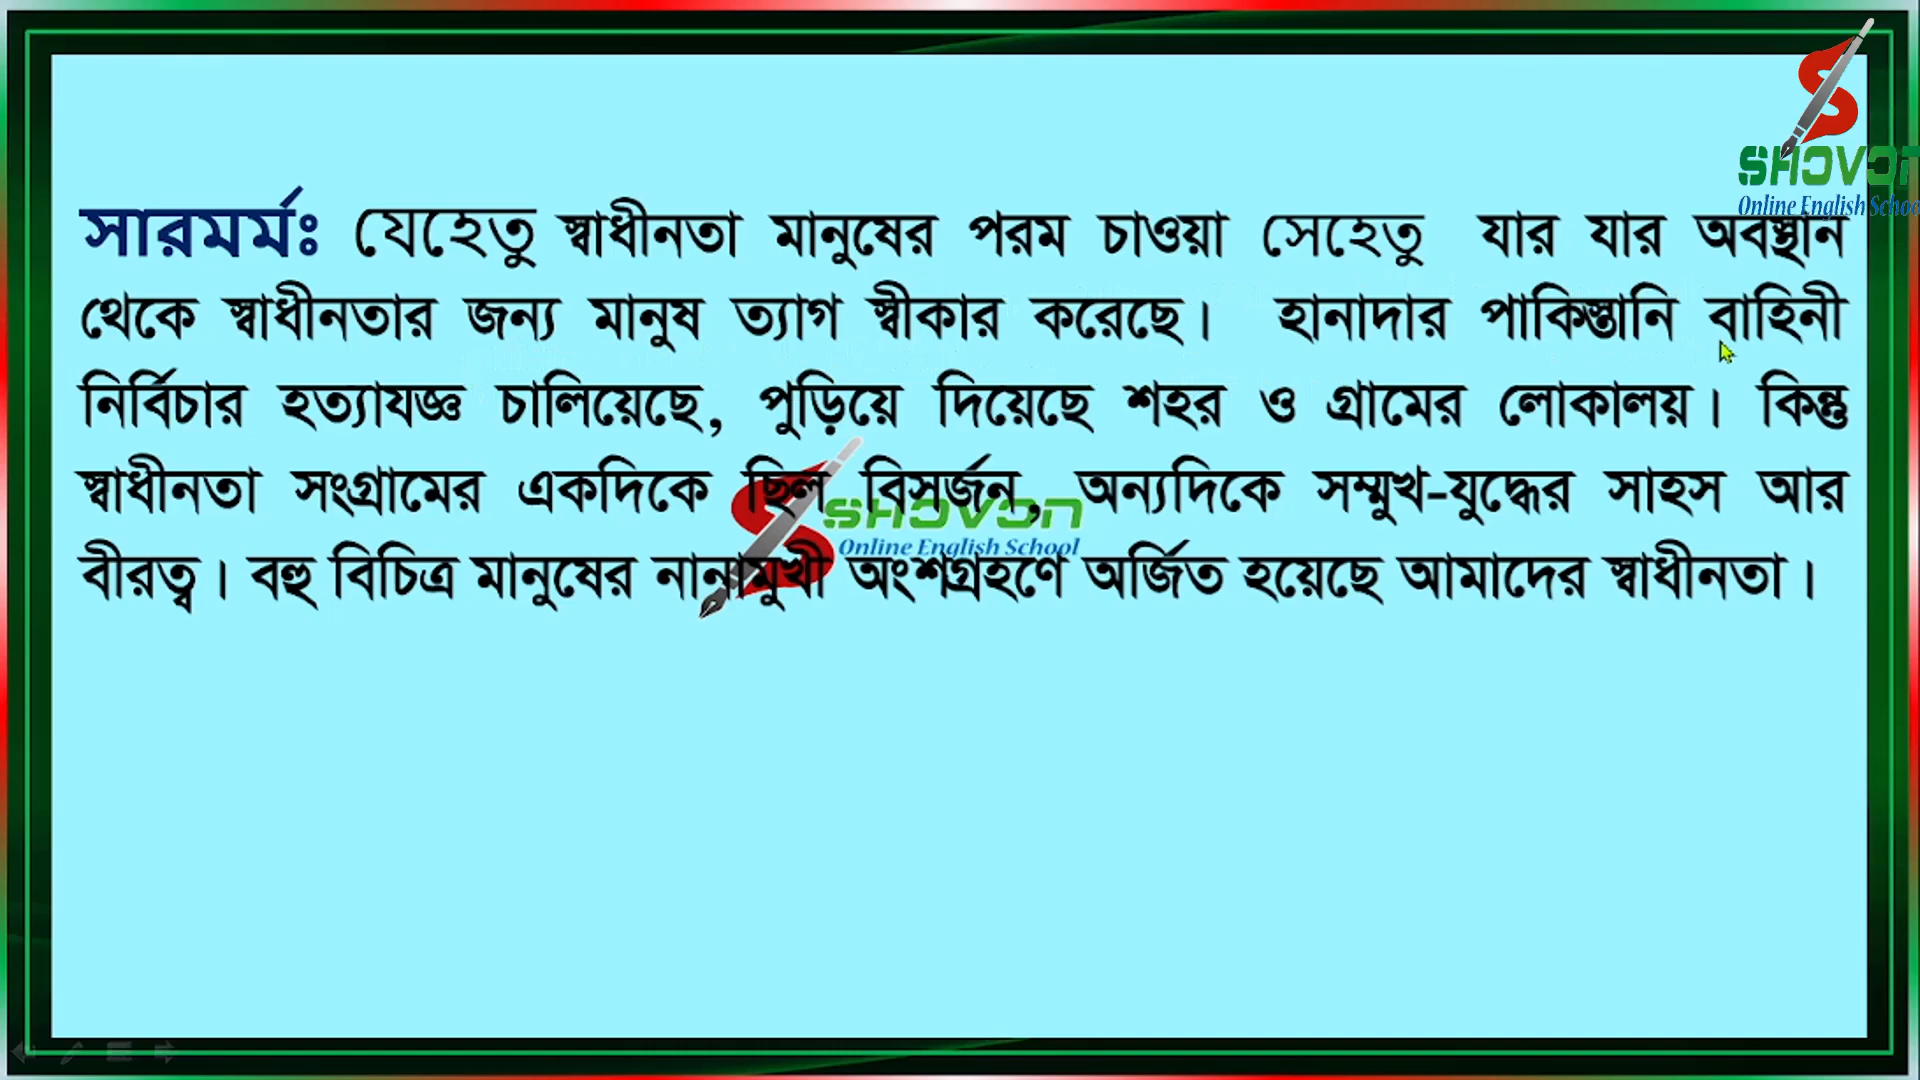 SHOVON
Online English School
সারমর্মঃ যেহেতু স্বাধীনতা মানুষের পরম চাওয়া সেহেতু যার যার অবস্থান
থেকে স্বাধীনতার জন্য মানুষ ত্যাগ স্বীকার করেছে। হানাদার পাকিস্তানি বাহিনী
নির্বিচার হত্যাযজ্ঞ চালিয়েছে, পুড়িয়ে দিয়েছে শহর ও গ্রামের লোকালয়। কিন্তু
স্বাধীনতা সংগ্রামের একদিকে ছিল বিসর্জন, অন্যদিকে সম্মুখ-যুদ্ধের সাহস আর
SHOVON
Online English School
বীরত্ব। বহু বিচিত্র মানুষের নানামুখী অংশগ্রহণে অর্জিত হয়েছে আমাদের স্বাধীনতা।